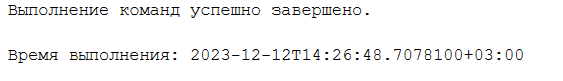 Выполнение команд успешно завершено.
Время выполнения: 2023-12-12T14:26:48.7078100+03:00